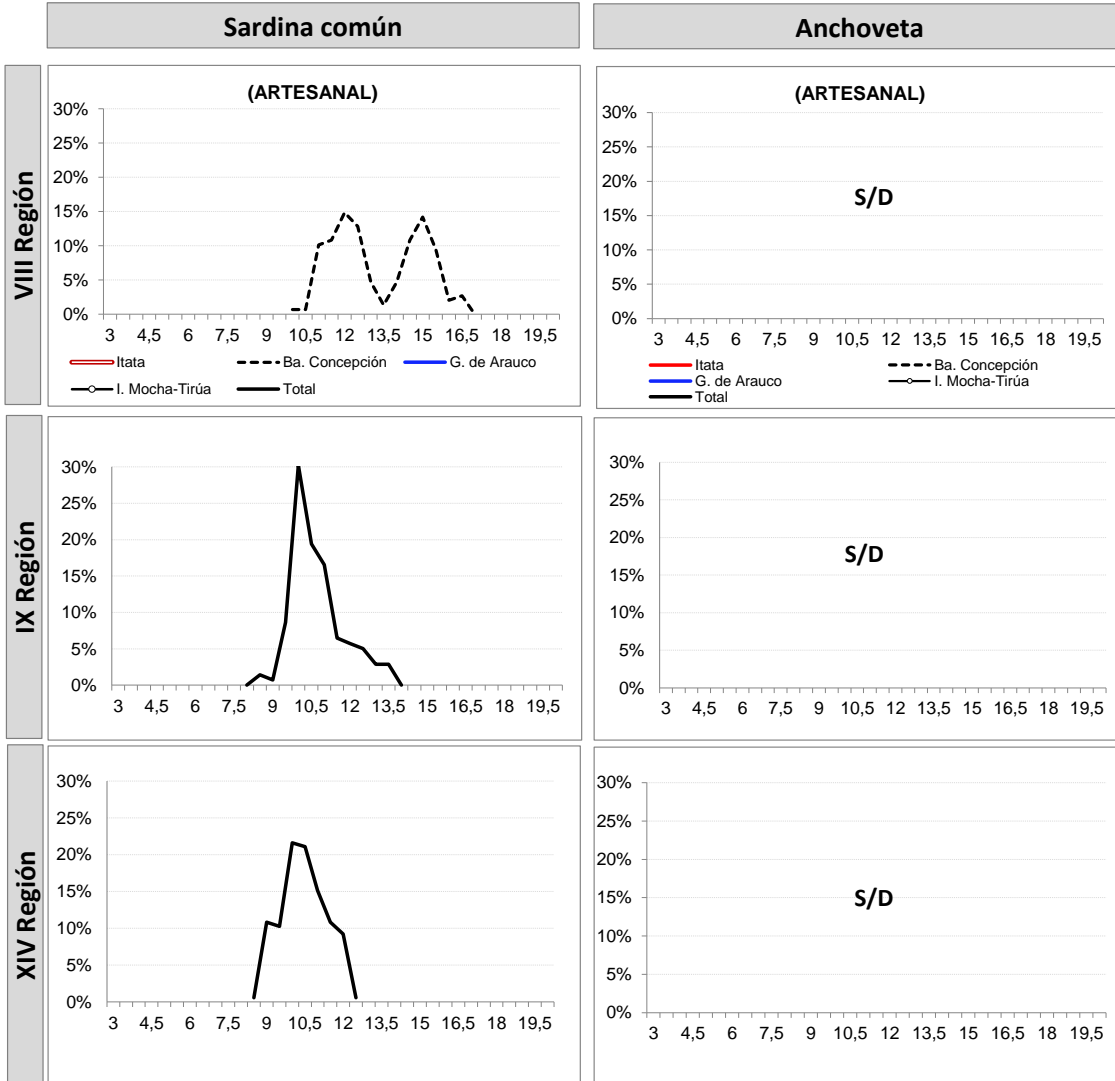 Sardina común
Anchoveta
VIII Región
(ARTESANAL)
30%
25%
20%
15%
10%
5%
0%
3 4,5 6 7,5 9 10,5 12 13,5 15 16,5 18 19,5
Itata Ba. Concepción G. de Arauco
I. Mocha-Tirúa Total
(ARTESANAL)
30%
25%
20%
S/D
15%
10%
5%
0%
3 4,5 6 7,5 9 10,5 12 13,5 15 16,5 18 19,5
Itata Ba. Concepción
G. de Arauco I. Mocha-Tirúa
Total
IX Región
30%
25%
20%
15%
10%
5%
0%
3 4,5 6 7,5 9 10,5 12 13,5 15 16,5 18 19,5
30%
25%
20%
S/D
15%
10%
5%
0%
3 4,5 6 7,5 9 10,5 12 13,5 15 16,5 18 19,5
XIV Región
30%
25%
20%
15%
10%
5%
0%
3 4,5 6 7,5 9 10,5 12 13,5 15 16,5 18 19,5
30%
25%
20%
15%
S/D
10%
5%
0%
3 4,5 6 7,5 9 10,5 12 13,5 15 16,5 18 19,5